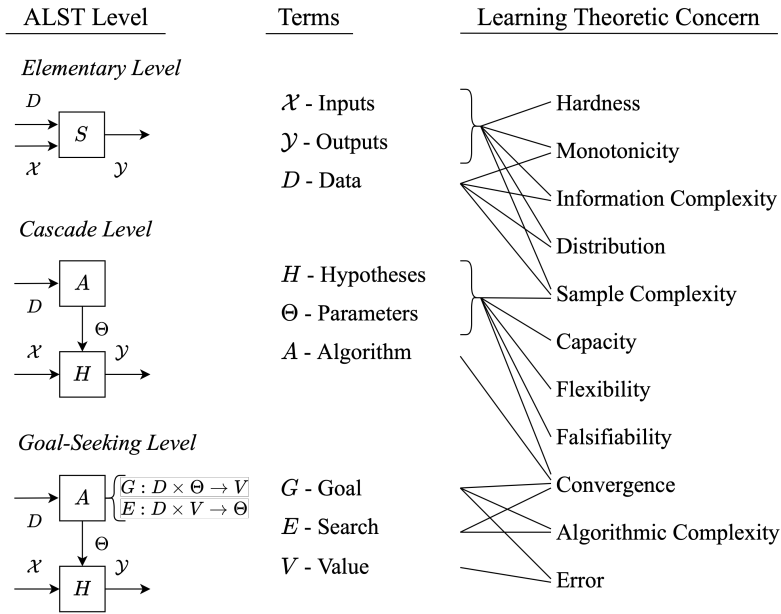 ALST Level
Terms
Learning Theoretic Concern
Elementary Level
D
S
𝒳
𝒴
𝒳 - Inputs
𝒴 - Outputs
D - Data
Hardness
Monotonicity
Information Complexity
Distribution
Sample Complexity
Cascade Level
A
D
Θ
𝒳
𝒴
H
H - Hypotheses
Θ - Parameters
A - Algorithm
Capacity
Flexibility
Falsifiability
Convergence
Algorithmic Complexity
Error
Goal-Seeking Level
A
G : D × Θ → V
E : D × V → Θ
D
Θ
𝒳
𝒴
H
G - Goal
E - Search
V - Value